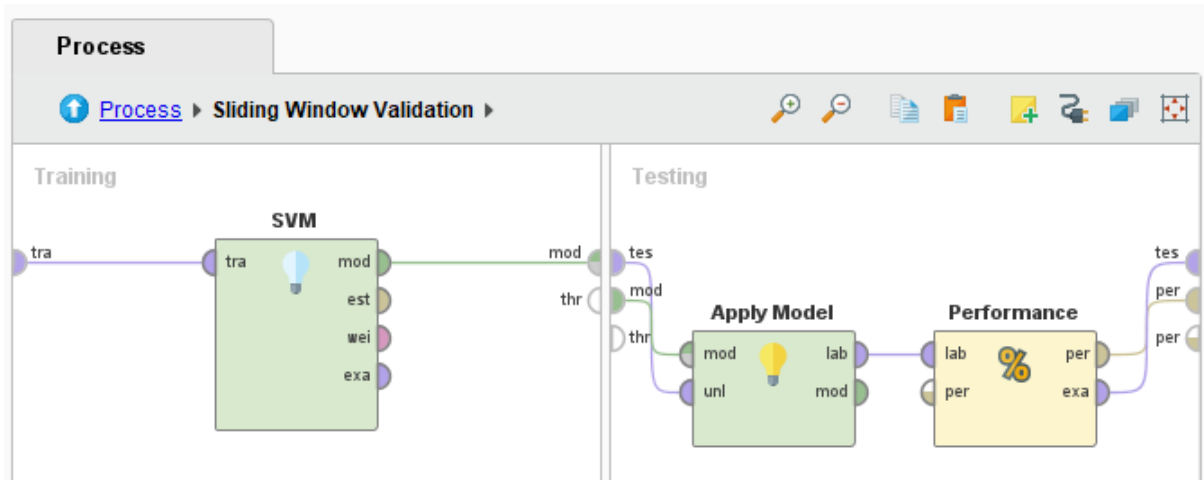 Process
Process ▸ Sliding Window Validation ▸
Training
Testing
SVM
tra
tra
mod
est
wei
exa
mod
thr
tes
mod
thr
Apply Model
mod
unl
lab
mod
Performance
%
lab
per
per
exa
tes
per
per